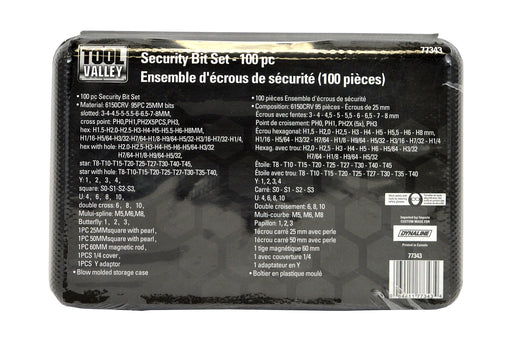 TOOL
VALLEY
Security Bit Set - 100 pc
Ensemble d'écrous de sécurité (100 pièces)
77343
• 100 pc Security Bit Set
• Material: 6150CRV 95PC 25MM bits
slotted: 3-4-4.5-5-5.5-6-6.5-7-8MM,
cross point: PH0,PH1,PH2X5PCS,PH3,
hex: H1.5-H2.0-H2.5-H3-H4-H5-H5.5-H6-H8MM,
H1/16-H5/64-H3/32-H7/64-H1/8-H9/64-H5/32-H3/16-H7/32-H1/4,
hex with hole: H2.0-H2.5-H3-H4-H5-H6-H5/64-H3/32
H7/64-H1/8-H9/64-H5/32
star: T8-T10-T15-T20-T25-T27-T30-T40-T45,
star with hole: T8-T10-T15-T20-T25-T27-T30-T35-T40,
Y: 1, 2, 3, 4,
square: S0-S1-S2-S3,
U: 4, 6, 8, 10,
double cross: 6, 8, 10,
Mului-spline: M5,M6,M8,
Butterfly: 1, 2, 3,
1PC 25MMsquare with pearl,
1PC 50MMsquare with pearl,
1PC 60MM magnetic rod,
1PCS 1/4 cover,
1PCS Y adaptor
• Blow molded storage case
• 100 pièces Ensemble d'écrous de sécurité
• Composition: 6150CRV 95PCS - Écrous de 25 mm
Écrous avec fentes: 3 - 4 - 4,5 - 5 - 5,5 - 6 - 6,5 - 7 - 8 mm
Pt de croisement: PH0, PH1, PH2X (5x), PH3
Écrou hexagonal: H1.5 - H2.0 - H2.5 - H3 - H4 - H5 - H5.5 - H6 - H8 mm,
H1/16-H5/64-H3/32-H7/64-H1/8-H9/64-H5/32-H3/16-H7/32-H1/4
Hexag. avec trou: H2.0-H2.5-H3-H4-H5-H6-H5/64-H3/32
H7/64-H1/8-H9/64-H5/32
Étoile: T8 - T10 - T15 - T20 - T25 - T27 - T30 - T40 - T45
Étoile avec trou: T8 - T10 - T15 - T20 - T25 - T27 - T30 - T35 - T40
Y: 1, 2, 3, 4
Carré: S0 - S1 - S2 - S3
U: 4, 6, 8, 10
Double croisement: 6, 8, 10
Multi-courbe: M5, M6, M8
Papillon: 1, 2, 3
1écrou carré 25 mm avec perle
1écrou carré 50 mm avec perle
1 tige magnétique 60 mm
1 avec couverture 1/4
1 adaptateur en Y
• Boîtier en plastique moulé
Imported by/Importé
DYNALINE
Printed in Canada
77343